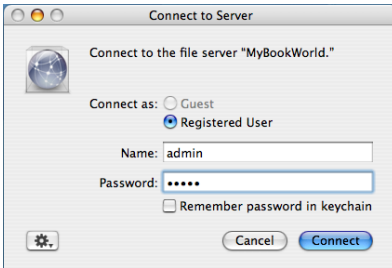 Connect to Server
Connect to the file server "MyBookWorld."
Connect as: Guest
Registered User
Name: admin
Password: •••••
Remember password in keychain
Cancel Connect